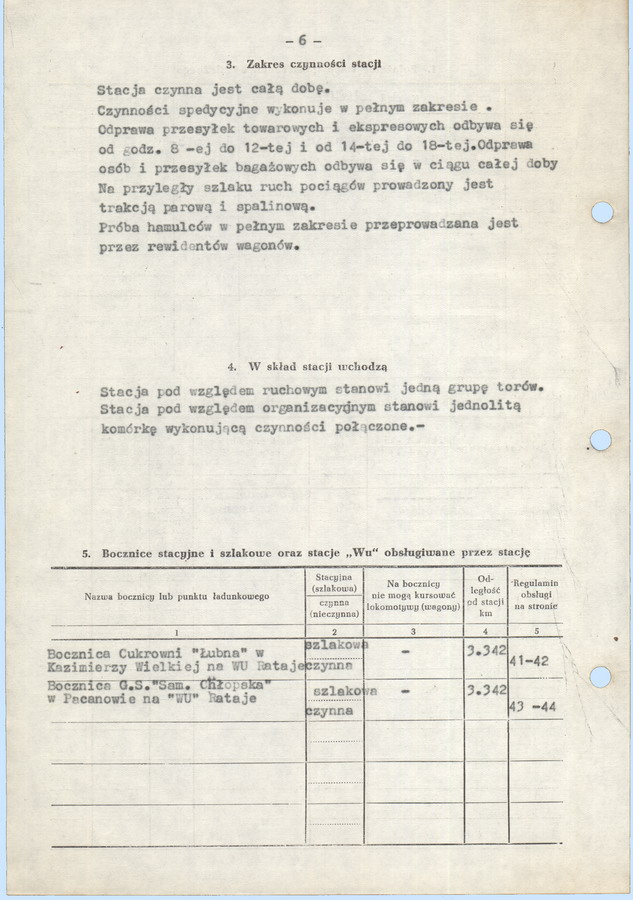 - 6 -
3. Zakres czynności stacji
Stacja czynna jest całą dobę.
Czynności spedycyjne wykonuje w pełnym zakresie .
Odprawa przesyłek towarowych i ekspresowych odbywa się
od godz. 8 -ej do 12-tej i od 14-tej do 18-tej.Odprawa
osób i przesyłek bagażowych odbywa się w ciągu całej doby
Na przyległy szlaku ruch pociągów prowadzony jest
trakcją parową i spalinową.
Próba hamulców w pełnym zakresie przeprowadzana jest
przez rewidentów wagonów.
4. W skład stacji wchodzą
Stacja pod względem ruchowym stanowi jedną grupę torów.
Stacja pod względem organizacyjnym stanowi jednolitą
komórkę wykonującą czynności połączone.-
5. Bocznice stacyjne i szlakowe oraz stacje „Wu" obsługiwane przez stację
Nazwa bocznicy lub punktu ładunkowego
Stacyjna
(szlakowa)
czynna
(nieczynna)
Na bocznicy
nie mogą kursować
lokomotywy (wagony)
Od-
ległość
od stacji
km
Regulamin
obsługi
na stronie
1 2 3 4 5
Bocznica Cukrowni "Łubna" w szlakowa - 3.342
Kazimierzy Wielkiej na WU Rataje czynna 41-42
Bocznica G.S."Sam. Chłopska" szlakowa - 3.342
w Pacanowie na "WU" Rataje czynna 43 -44